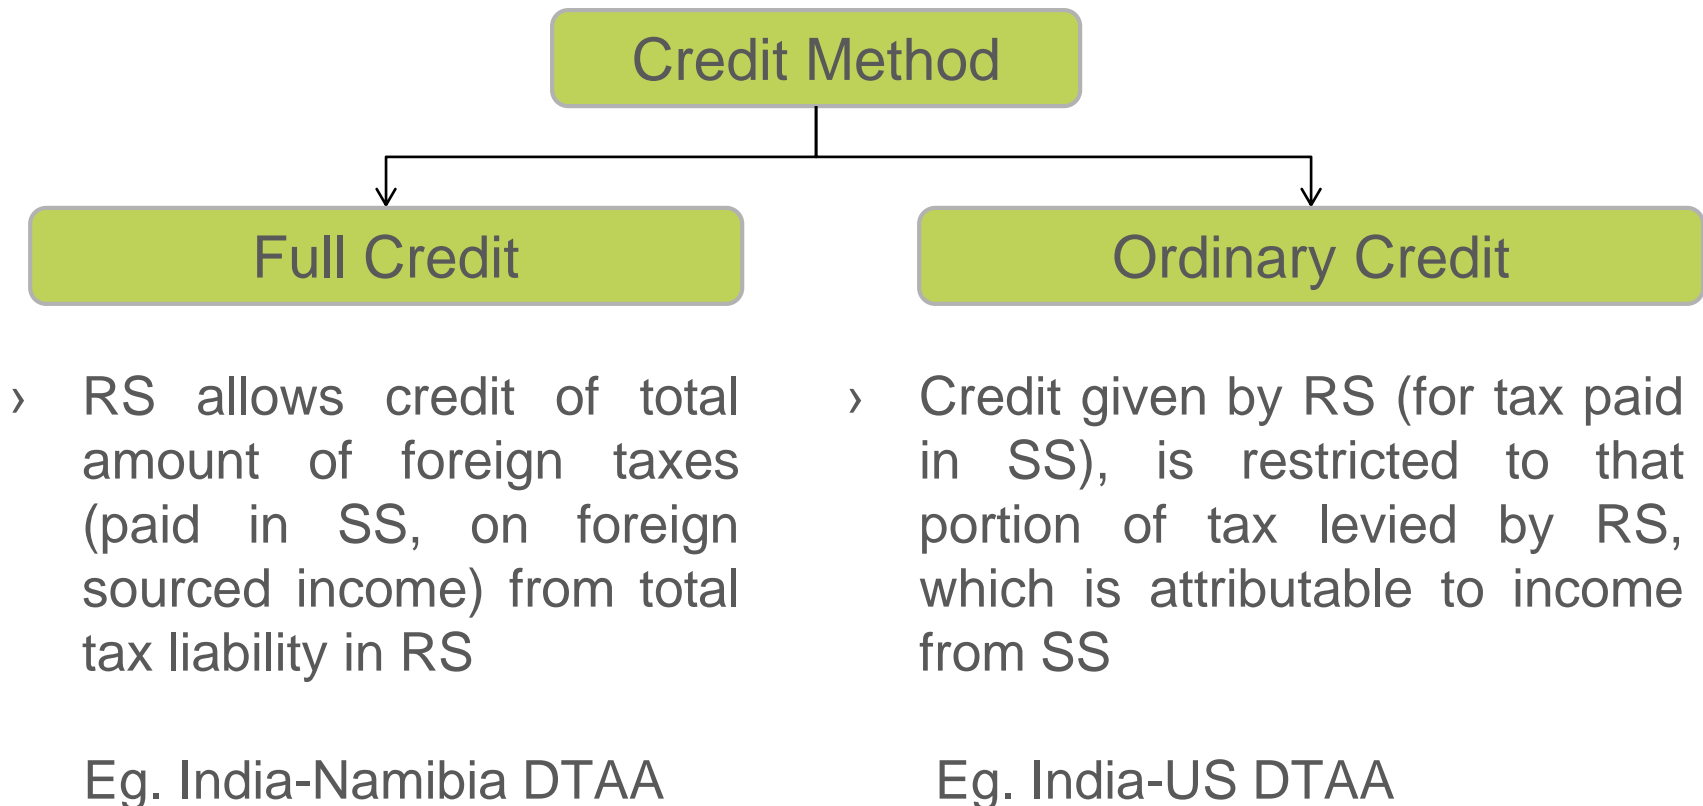 Credit Method
Full Credit
Ordinary Credit
› RS allows credit of total
amount of foreign taxes
(paid in SS, on foreign
sourced income) from total
tax liability in RS
Eg. India-Namibia DTAA
› Credit given by RS (for tax paid
in SS), is restricted to that
portion of tax levied by RS,
which is attributable to income
from SS
Eg. India-US DTAA